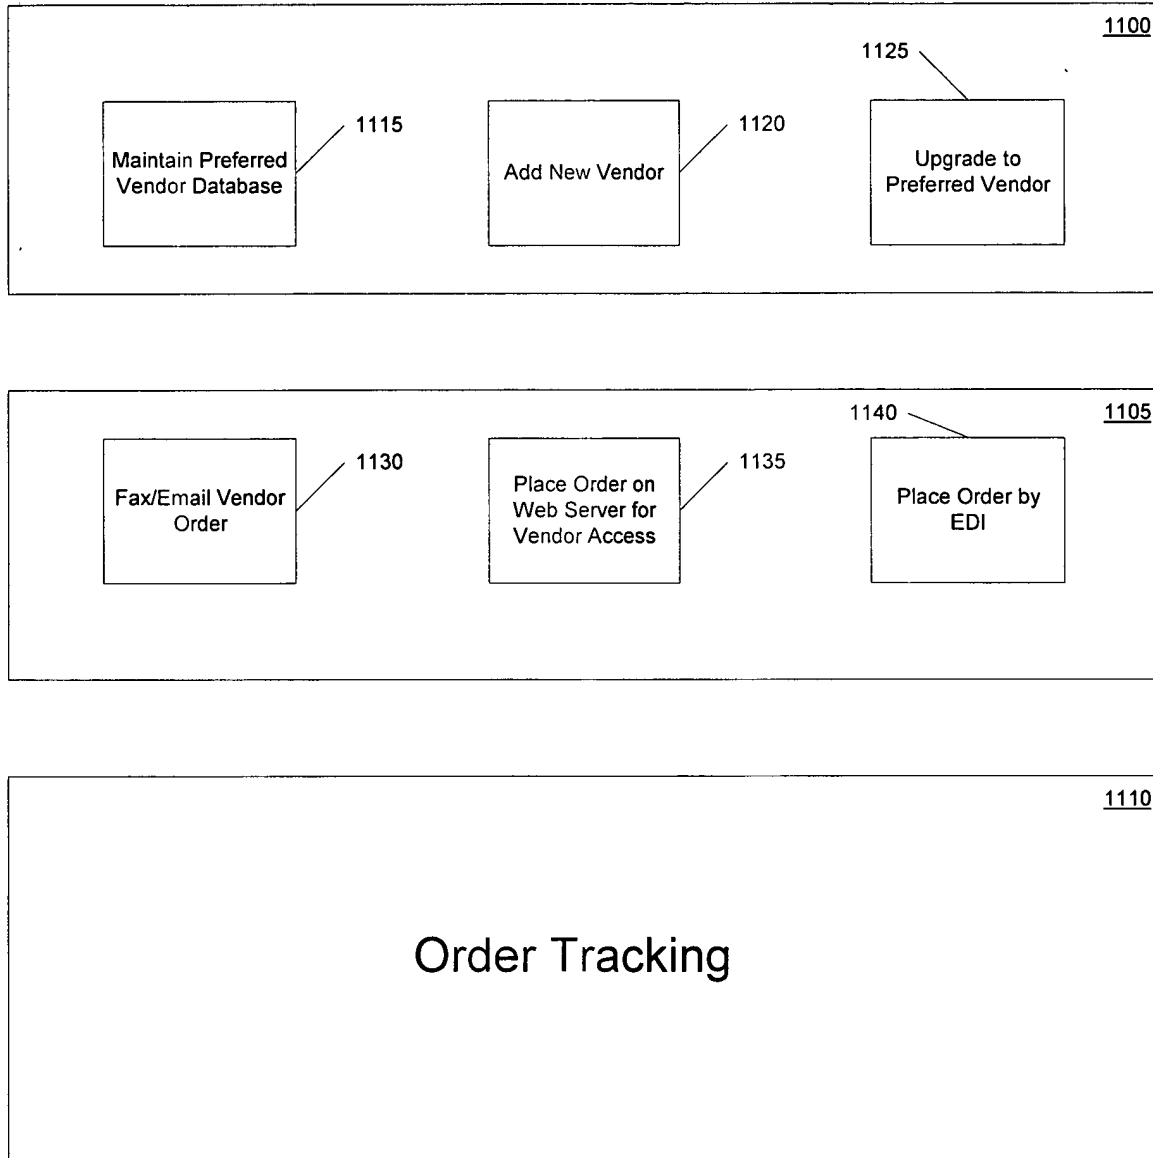 1100
1125
1115
1120
Maintain Preferred
Vendor Database
Add New Vendor
Upgrade to
Preferred Vendor
1105
1140
1130
1135
Fax/Email Vendor
Order
Place Order on
Web Server for
Vendor Access
Place Order by
EDI
1110
Order Tracking